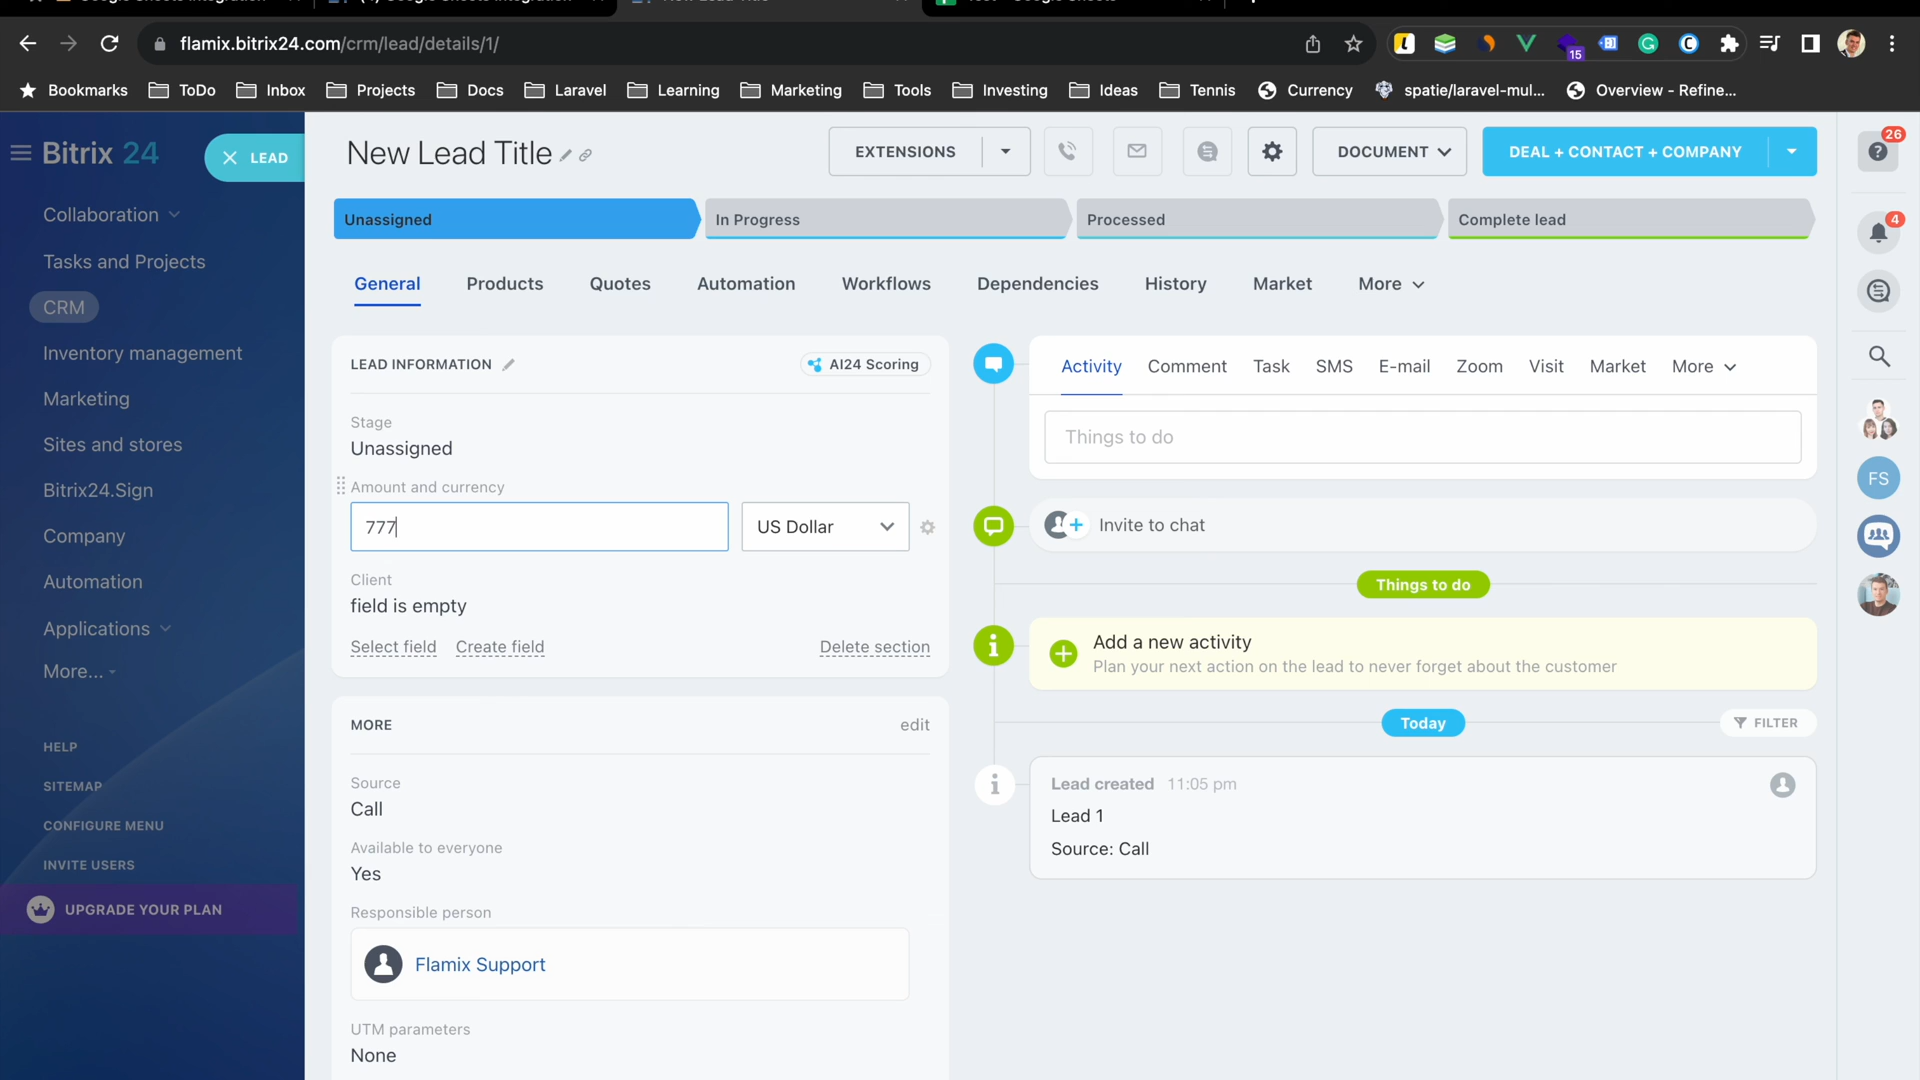 flamix.bitrix24.com/crm/lead/details/1/
15
Bookmarks ToDo Inbox Projects Docs Laravel Learning Marketing Tools Investing Ideas Tennis Currency spatie/laravel-mul... Overview - Refine...
Bitrix 24
LEAD
New Lead Title
EXTENSIONS
DOCUMENT
DEAL + CONTACT + COMPANY
26
4
FS
Collaboration
Tasks and Projects
CRM
Inventory management
Marketing
Sites and stores
Bitrix24.Sign
Company
Automation
Applications
More...
HELP
SITEMAP
CONFIGURE MENU
INVITE USERS
UPGRADE YOUR PLAN
Unassigned In Progress Processed Complete lead
General Products Quotes Automation Workflows Dependencies History Market More
LEAD INFORMATION
AI24 Scoring
Stage
Unassigned
Amount and currency
777
US Dollar
Client
field is empty
Select field Create field Delete section
MORE edit
Source
Call
Available to everyone
Yes
Responsible person
Flamix Support
UTM parameters
None
Activity Comment Task SMS E-mail Zoom Visit Market More
Things to do
Invite to chat
Things to do
Add a new activity
Plan your next action on the lead to never forget about the customer
Today
FILTER
Lead created 11:05 pm
Lead 1
Source: Call